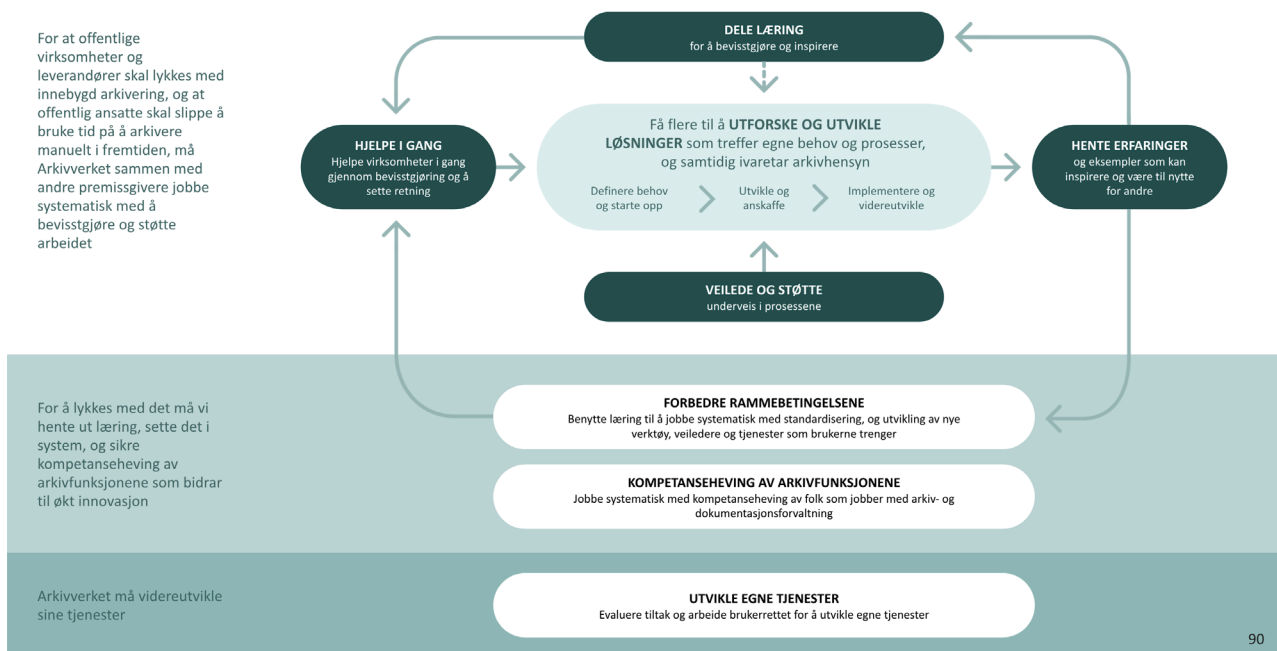 For at offentlige
virksomheter og
leverandører skal lykkes med
innebygd arkivering, og at
offentlig ansatte skal slippe å
bruke tid på å arkivere
manuelt i fremtiden, må
Arkivverket sammen med
andre premissgivere jobbe
systematisk med å
bevisstgjøre og støtte
arbeidet
DELE LÆRING
for å bevisstgjøre og inspirere
HJELPE I GANG
Hjelpe virksomheter i gang
gjennom bevisstgjøring og å
sette retning
Få flere til å UTFORSKE OG UTVIKLE
LØSNINGER som treffer egne behov og prosesser,
og samtidig ivaretar arkivhensyn
Definere behov
og starte opp
Utvikle og
anskaffe
Implementere og
videreutvikle
HENTE ERFARINGER
og eksempler som kan
inspirere og være til nytte
for andre
VEILEDE OG STØTTE
underveis i prosessene
For å lykkes med det må vi
hente ut læring, sette det i
system, og sikre
kompetanseheving av
arkivfunksjonene som bidrar
til økt innovasjon
FORBEDRE RAMMEBETINGELSENE
Benytte læring til å jobbe systematisk med standardisering, og utvikling av nye
verktøy, veiledere og tjenester som brukerne trenger
KOMPETANSEHEVING AV ARKIVFUNKSJONENE
Jobbe systematisk med kompetanseheving av folk som jobber med arkiv- og
dokumentasjonsforvaltning
Arkivverket må videreutvikle
sine tjenester
UTVIKLE EGNE TJENESTER
Evaluere tiltak og arbeide brukerrettet for å utvikle egne tjenester
90